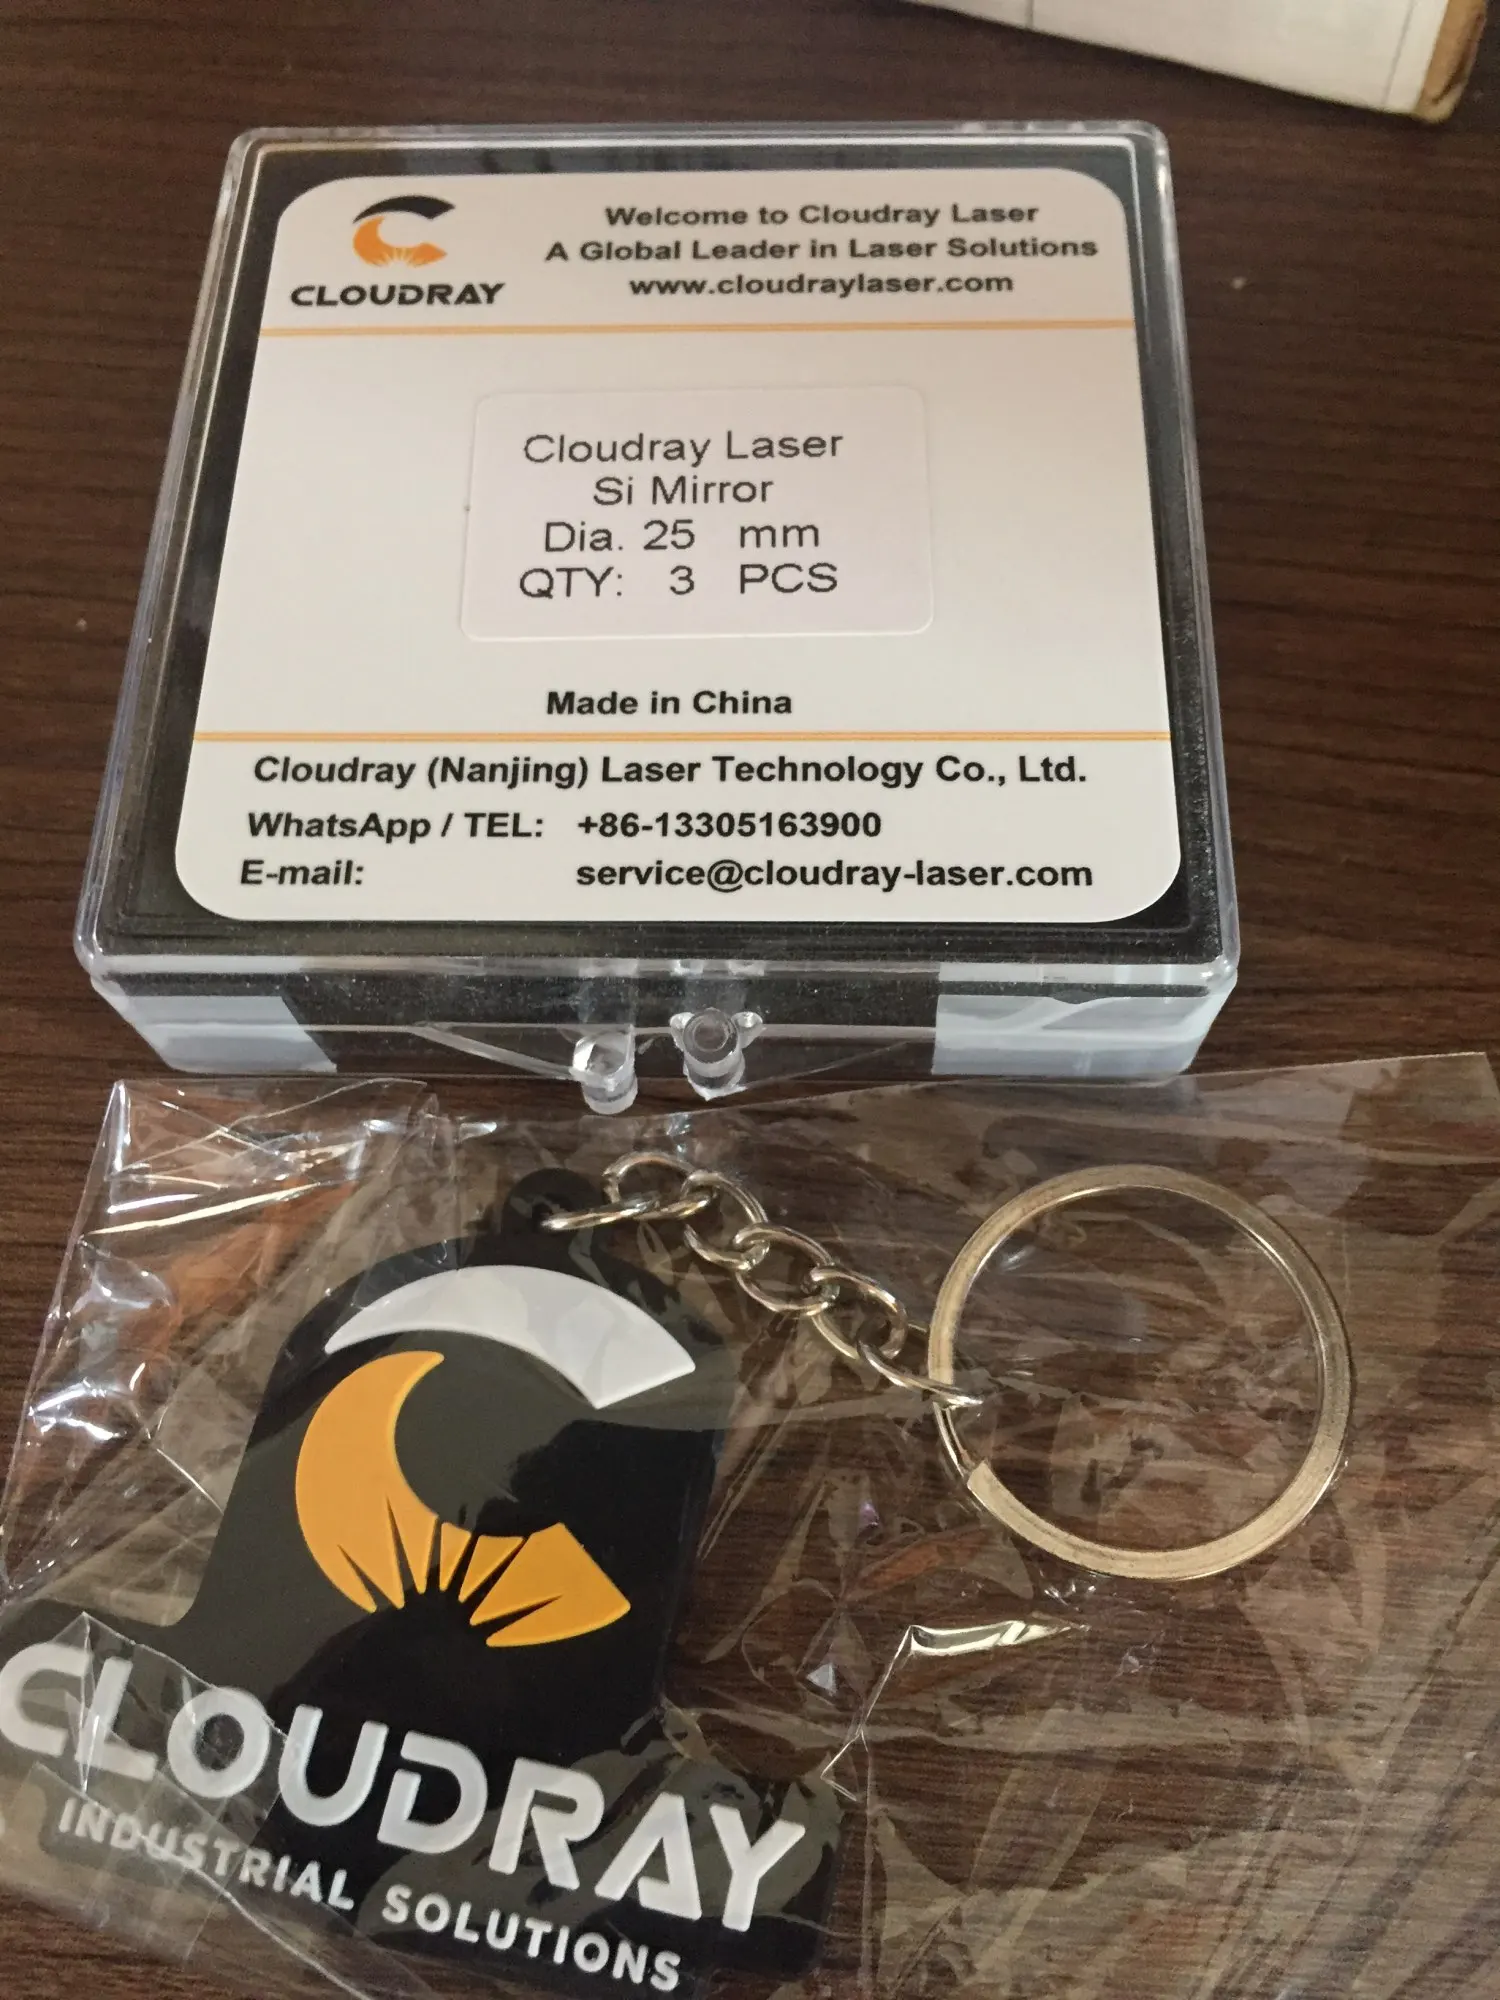 CLOUDRAY
Welcome to Cloudray Laser
A Global Leader in Laser Solutions
www.cloudraylaser.com
Cloudray Laser
Si Mirror
Dia. 25 mm
QTY: 3 PCS
Made in China
Cloudray (Nanjing) Laser Technology Co., Ltd.
WhatsApp / TEL: +86-13305163900
E-mail: service@cloudray-laser.com
CLOUDRAY
INDUSTRIAL SOLUTIONS